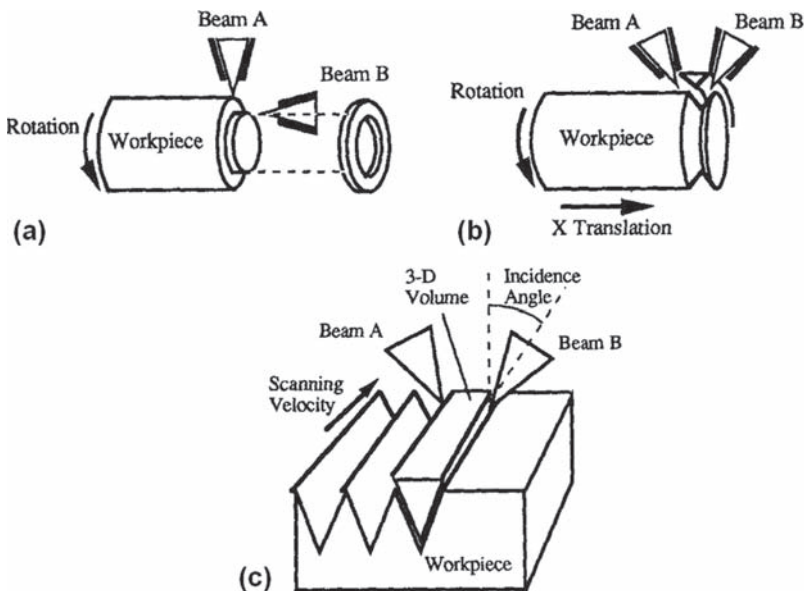 Beam A
Beam B
Rotation
Workpiece
(a)
Beam A
Beam B
Rotation
Workpiece
X Translation
(b)
3-D
Volume
Incidence
Angle
Beam A
Beam B
Scanning
Velocity
Workpiece
(c)